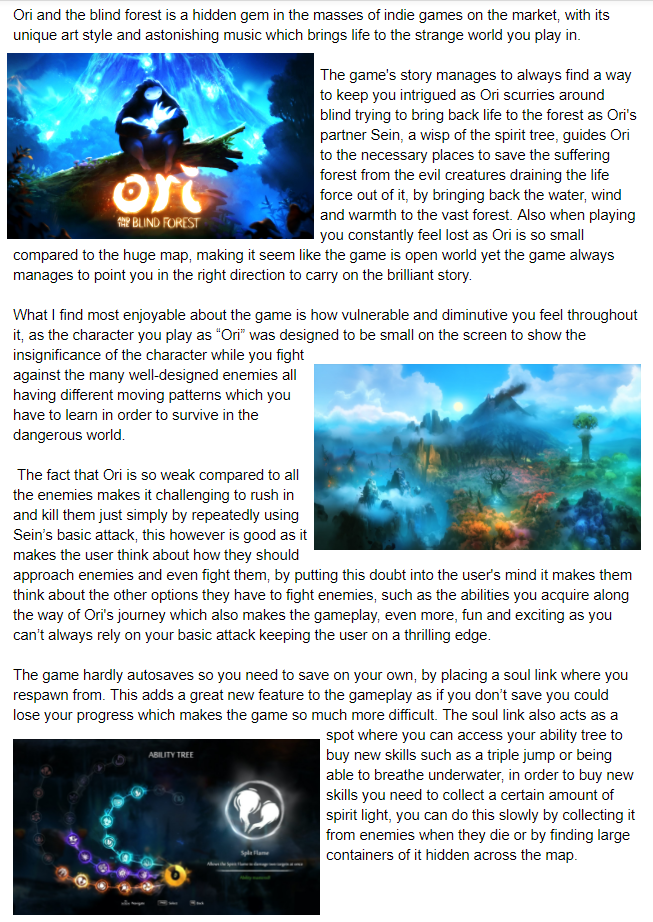 Ori and the blind forest is a hidden gem in the masses of indie games on the market, with its
unique art style and astonishing music which brings life to the strange world you play in.
The game's story manages to always find a way
to keep you intrigued as Ori scurries around
blind trying to bring back life to the forest as Ori's
partner Sein, a wisp of the spirit tree, guides Ori
to the necessary places to save the suffering
forest from the evil creatures draining the life
force out of it, by bringing back the water, wind
and warmth to the vast forest. Also when playing
you constantly feel lost as Ori is so small
compared to the huge map, making it seem like the game is open world yet the game always
manages to point you in the right direction to carry on the brilliant story.
ori
AND THE BLIND FOREST
What I find most enjoyable about the game is how vulnerable and diminutive you feel throughout
it, as the character you play as “Ori” was designed to be small on the screen to show the
insignificance of the character while you fight
against the many well-designed enemies all
having different moving patterns which you
have to learn in order to survive in the
dangerous world.
The fact that Ori is so weak compared to all
the enemies makes it challenging to rush in
and kill them just simply by repeatedly using
Sein's basic attack, this however is good as it
makes the user think about how they should
approach enemies and even fight them, by putting this doubt into the user's mind it makes them
think about the other options they have to fight enemies, such as the abilities you acquire along
the way of Ori's journey which also makes the gameplay, even more, fun and exciting as you
can't always rely on your basic attack keeping the user on a thrilling edge.
The game hardly autosaves so you need to save on your own, by placing a soul link where you
respawn from. This adds a great new feature to the gameplay as if you don't save you could
lose your progress which makes the game so much more difficult. The soul link also acts as a
spot where you can access your ability tree to
buy new skills such as a triple jump or being
able to breathe underwater, in order to buy new
skills you need to collect a certain amount of
spirit light, you can do this slowly by collecting it
from enemies when they die or by finding large
containers of it hidden across the map.
ABILITY TREE
Split Flame